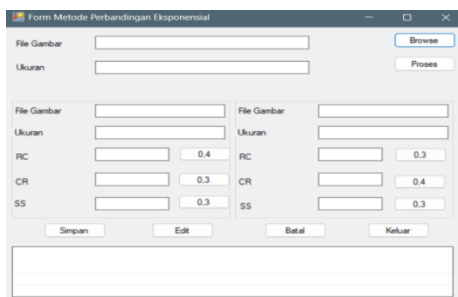 Form Metode Perbandingan Eksponensial
File Gambar
Browse
Ukuran
Proses
File Gambar
Ukuran
RC 0,4
CR 0,3
SS 0,3
File Gambar
Ukuran
RC 0,3
CR 0,4
SS 0,3
Simpan Edit Batal Keluar